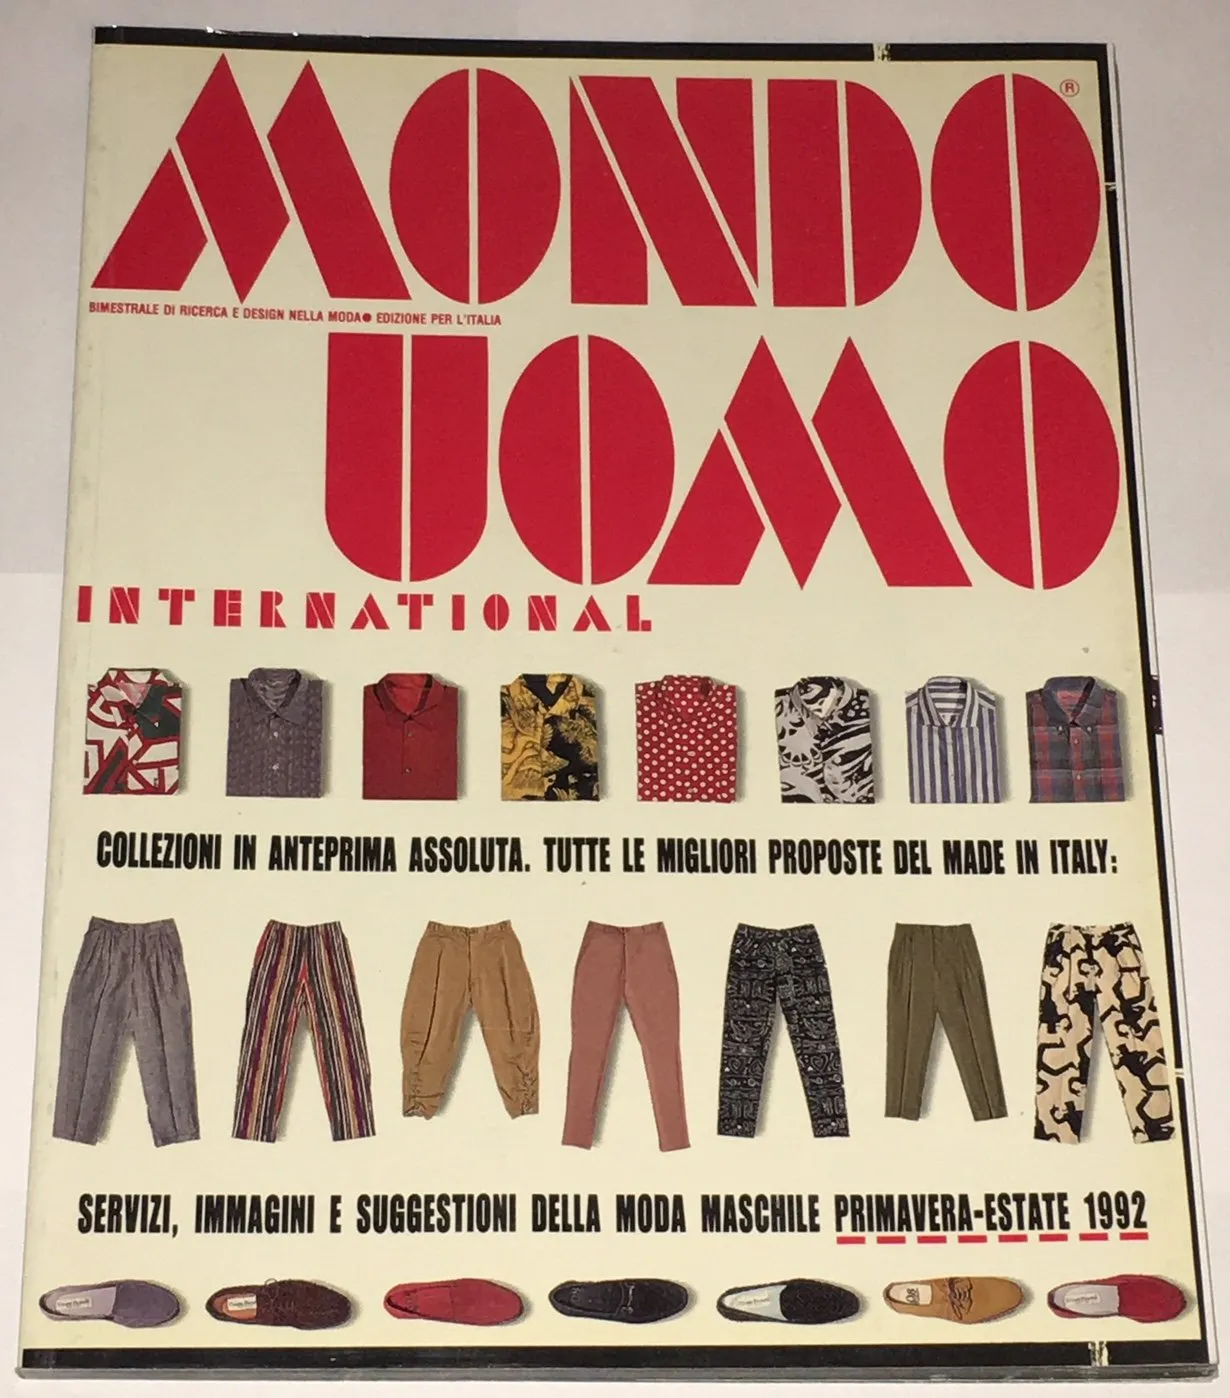 MONDO ®
BIMESTRALE DI RICERCA E DESIGN NELLA MODA● EDIZIONE PER L'ITALIA
UOMO
INTERNATIONAL
COLLEZIONI IN ANTEPRIMA ASSOLUTA. TUTTE LE MIGLIORI PROPOSTE DEL MADE IN ITALY:
SERVIZI, IMMAGINI E SUGGESTIONI DELLA MODA MASCHILE PRIMAVERA-ESTATE 1992